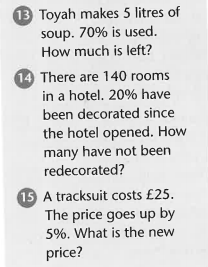 13 Toyah makes 5 litres of
soup. 70% is used.
How much is left?
14 There are 140 rooms
in a hotel. 20% have
been decorated since
the hotel opened. How
many have not been
redecorated?
15 A tracksuit costs £25.
The price goes up by
5%. What is the new
price?